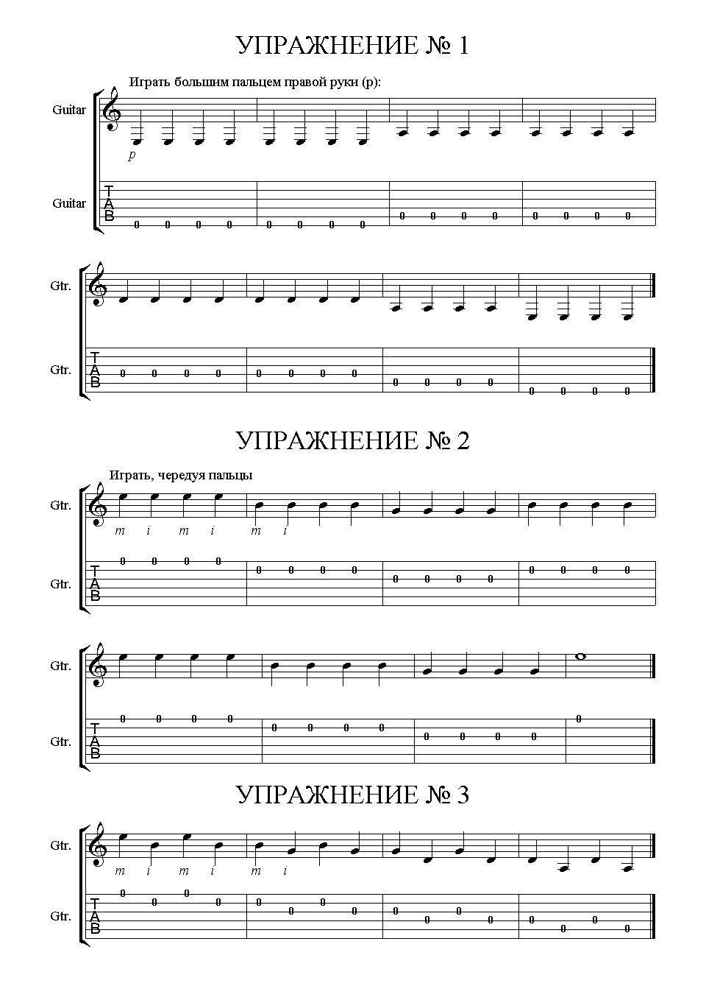 УПРАЖНЕНИЕ № 1
Играть большим пальцем правой руки (p):
Guitar
p
Guitar
T
A
B
0 0 0 0 0 0 0 0 0 0 0 0 0 0 0 0
Gtr.
Gtr.
T
A
B
0 0 0 0 0 0 0 0 0 0 0 0 0 0 0 0
УПРАЖНЕНИЕ № 2
Играть, чередуя пальцы
Gtr.
m i m i m i
Gtr.
T
A
B
0 0 0 0 0 0 0 0 0 0 0 0 0 0 0 0
Gtr.
Gtr.
T
A
B
0 0 0 0 0 0 0 0 0 0 0 0 0
УПРАЖНЕНИЕ № 3
Gtr.
m i m i m i
Gtr.
T
A
B
0 0 0 0 0 0 0 0 0 0 0 0 0 0 0 0